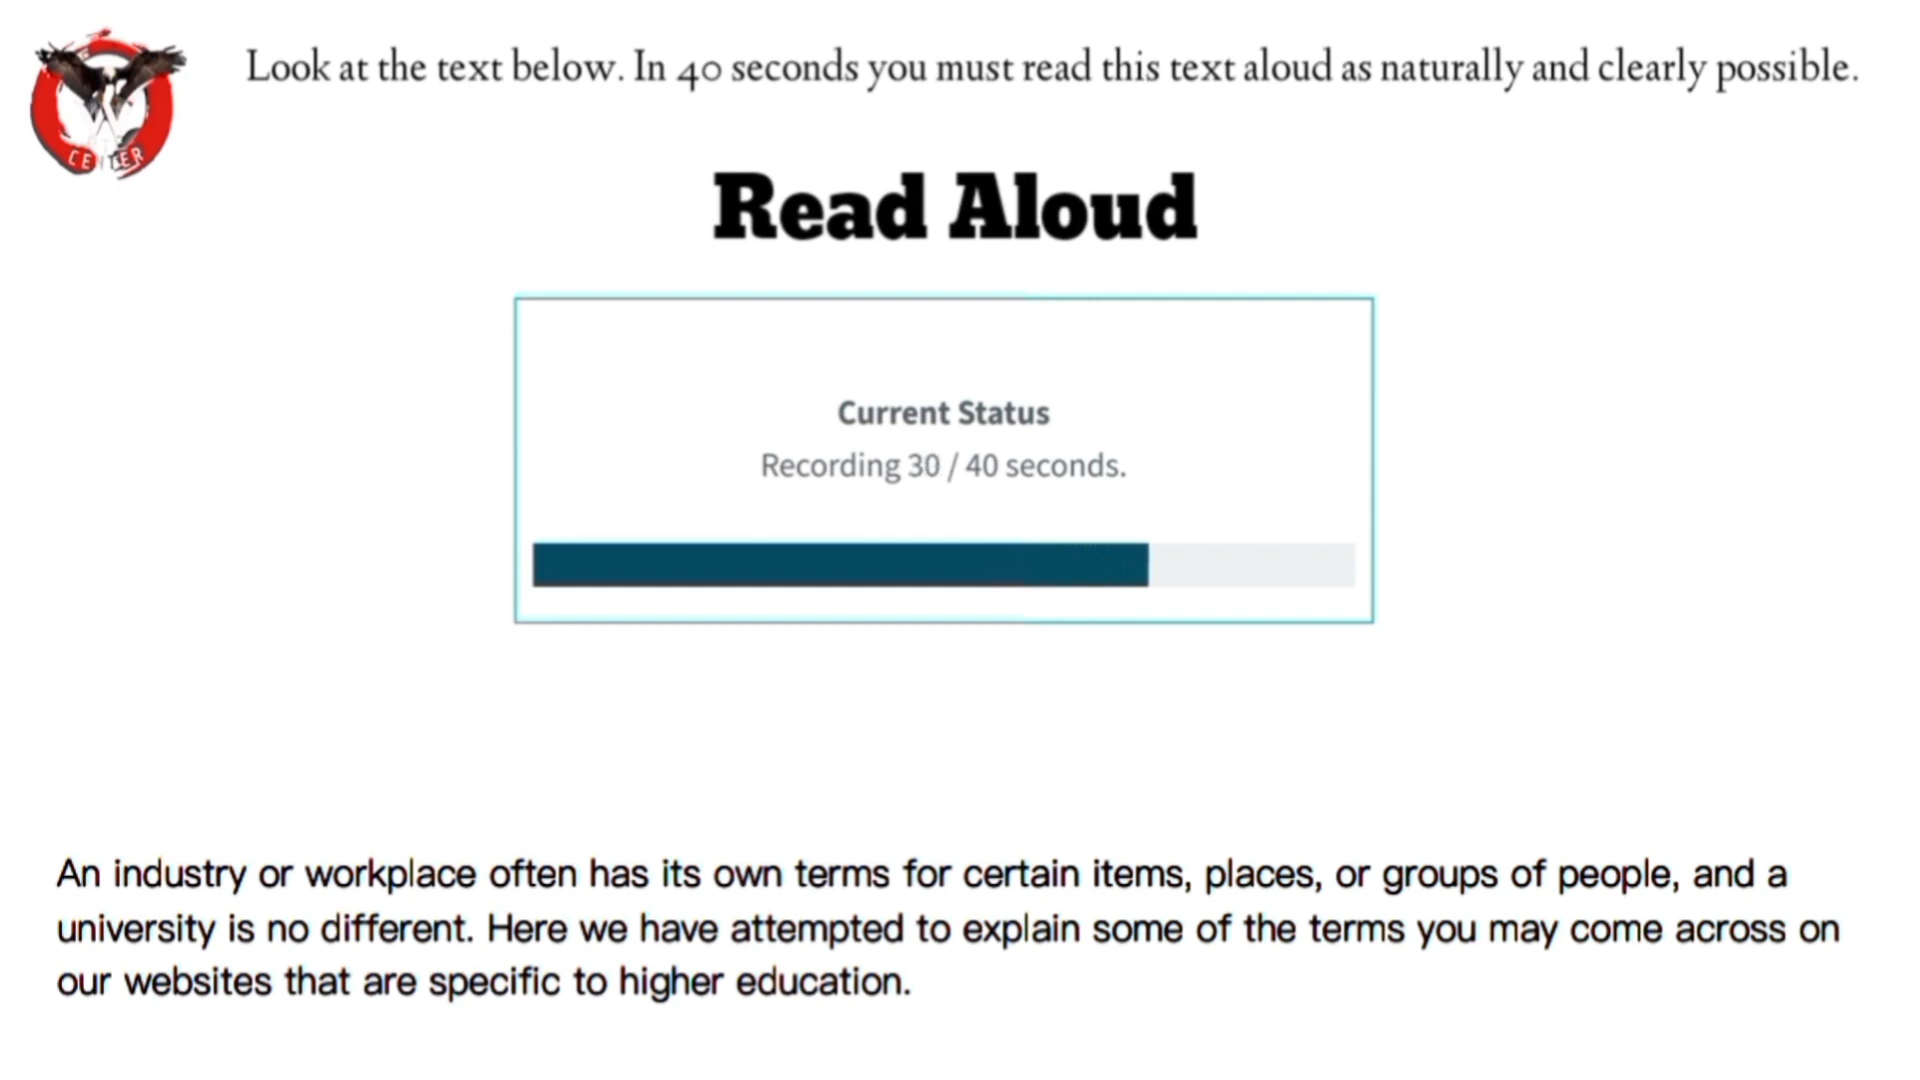 Look at the text below. In 40 seconds you must read this text aloud as naturally and clearly possible.
CENTER
Read Aloud
Current Status
Recording 30 / 40 seconds.
An industry or workplace often has its own terms for certain items, places, or groups of people, and a
university is no different. Here we have attempted to explain some of the terms you may come across on
our websites that are specific to higher education.